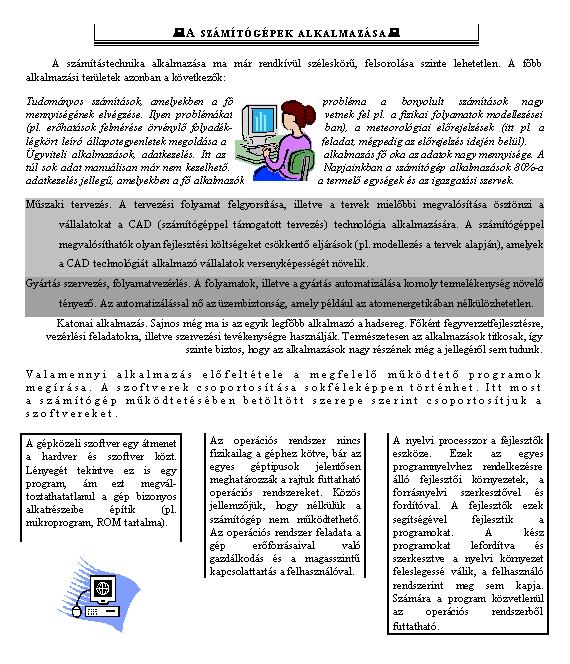 A SZÁMÍTÓGÉPEK ALKALMAZÁSA
A számítástechnika alkalmazása ma már rendkívül széleskörű, felsorolása szinte lehetetlen. A főbb
alkalmazási területek azonban a következők:
Tudományos számítások, amelyekben a fő probléma a bonyolult számítások nagy
mennyiségének elvégzése. Ilyen problémákat vetnek fel pl. a fizikai folyamatok modellezései
(pl. erőhatások felmérése örvénylő folyadék- ban), a meteorológiai előrejelzések (itt pl. a
légkört leíró állapotegyenletek megoldása a feladat, mégpedig az előrejelzés idején belül).
Ügyviteli alkalmazások, adatkezelés. Itt az alkalmazás fő oka az adatok nagy mennyisége. A
túl sok adat manuálisan már nem kezelhető. Napjainkban a számítógép alkalmazások 80%-a
adatkezelés jellegű, amelyekben a fő alkalmazók a termelő egységek és az igazgatási szervek.
Műszaki tervezés. A tervezési folyamat felgyorsítása, illetve a tervek mielőbbi megvalósítása ösztönzi a
vállalatokat a CAD (számítógéppel támogatott tervezés) technológia alkalmazására. A számítógéppel
megvalósíthatók olyan fejlesztési költségeket csökkentő eljárások (pl. modellezés a tervek alapján), amelyek
a CAD technológiát alkalmazó vállalatok versenyképességét növelik.
Gyártás szervezés, folyamatvezérlés. A folyamatok, illetve a gyártás automatizálása komoly termelékenység növelő
tényező. Az automatizálással nő az üzembiztonság, amely például az atomenergetikában nélkülözhetetlen.
Katonai alkalmazás. Sajnos még ma is az egyik legfőbb alkalmazó a hadsereg. Főként fegyverzetfejlesztésre,
vezérlési feladatokra, illetve szervezési tevékenységre használják. Természetesen az alkalmazások titkosak, így
szinte biztos, hogy az alkalmazások nagy részének még a jellegéről sem tudunk.
Valamennyi alkalmazás előfeltétele a megfelelő működtető programok
megírása. A szoftverek csoportosítása sokféleképpen történhet. Itt most
a számítógép működtetésében betöltött szerepe szerint csoportosítjuk a
szoftvereket.
A gépközeli szoftver egy átmenet
a hardver és szoftver közt.
Lényegét tekintve ez is egy
program, ám ezt megvál-
toztathatatlanul a gép bizonyos
alkatrészeibe építik (pl.
mikroprogram, ROM tartalma).
Az operációs rendszer nincs
fizikailag a géphez kötve, bár az
egyes géptípusok jelentősen
meghatározzák a rajtuk futtatható
operációs rendszereket. Közös
jellemzőjük, hogy nélkülük a
számítógép nem működtethető.
Az operációs rendszer feladata a
gép erőforrásaival való
gazdálkodás és a magasszintű
kapcsolattartás a felhasználóval.
A nyelvi processzor a fejlesztők
eszköze. Ezek az egyes
programnyelvhez rendelkezésre
álló fejlesztői környezetek, a
forrásnyelvi szerkesztővel és
fordítóval. A fejlesztők ezek
segítségével fejlesztik a
programokat. A kész
programokat lefordítva és
szerkesztve a nyelvi környezet
feleslegessé válik, a felhasználó
rendszerint meg sem kapja.
Számára a program közvetlenül
az operációs rendszerből
futtatható.